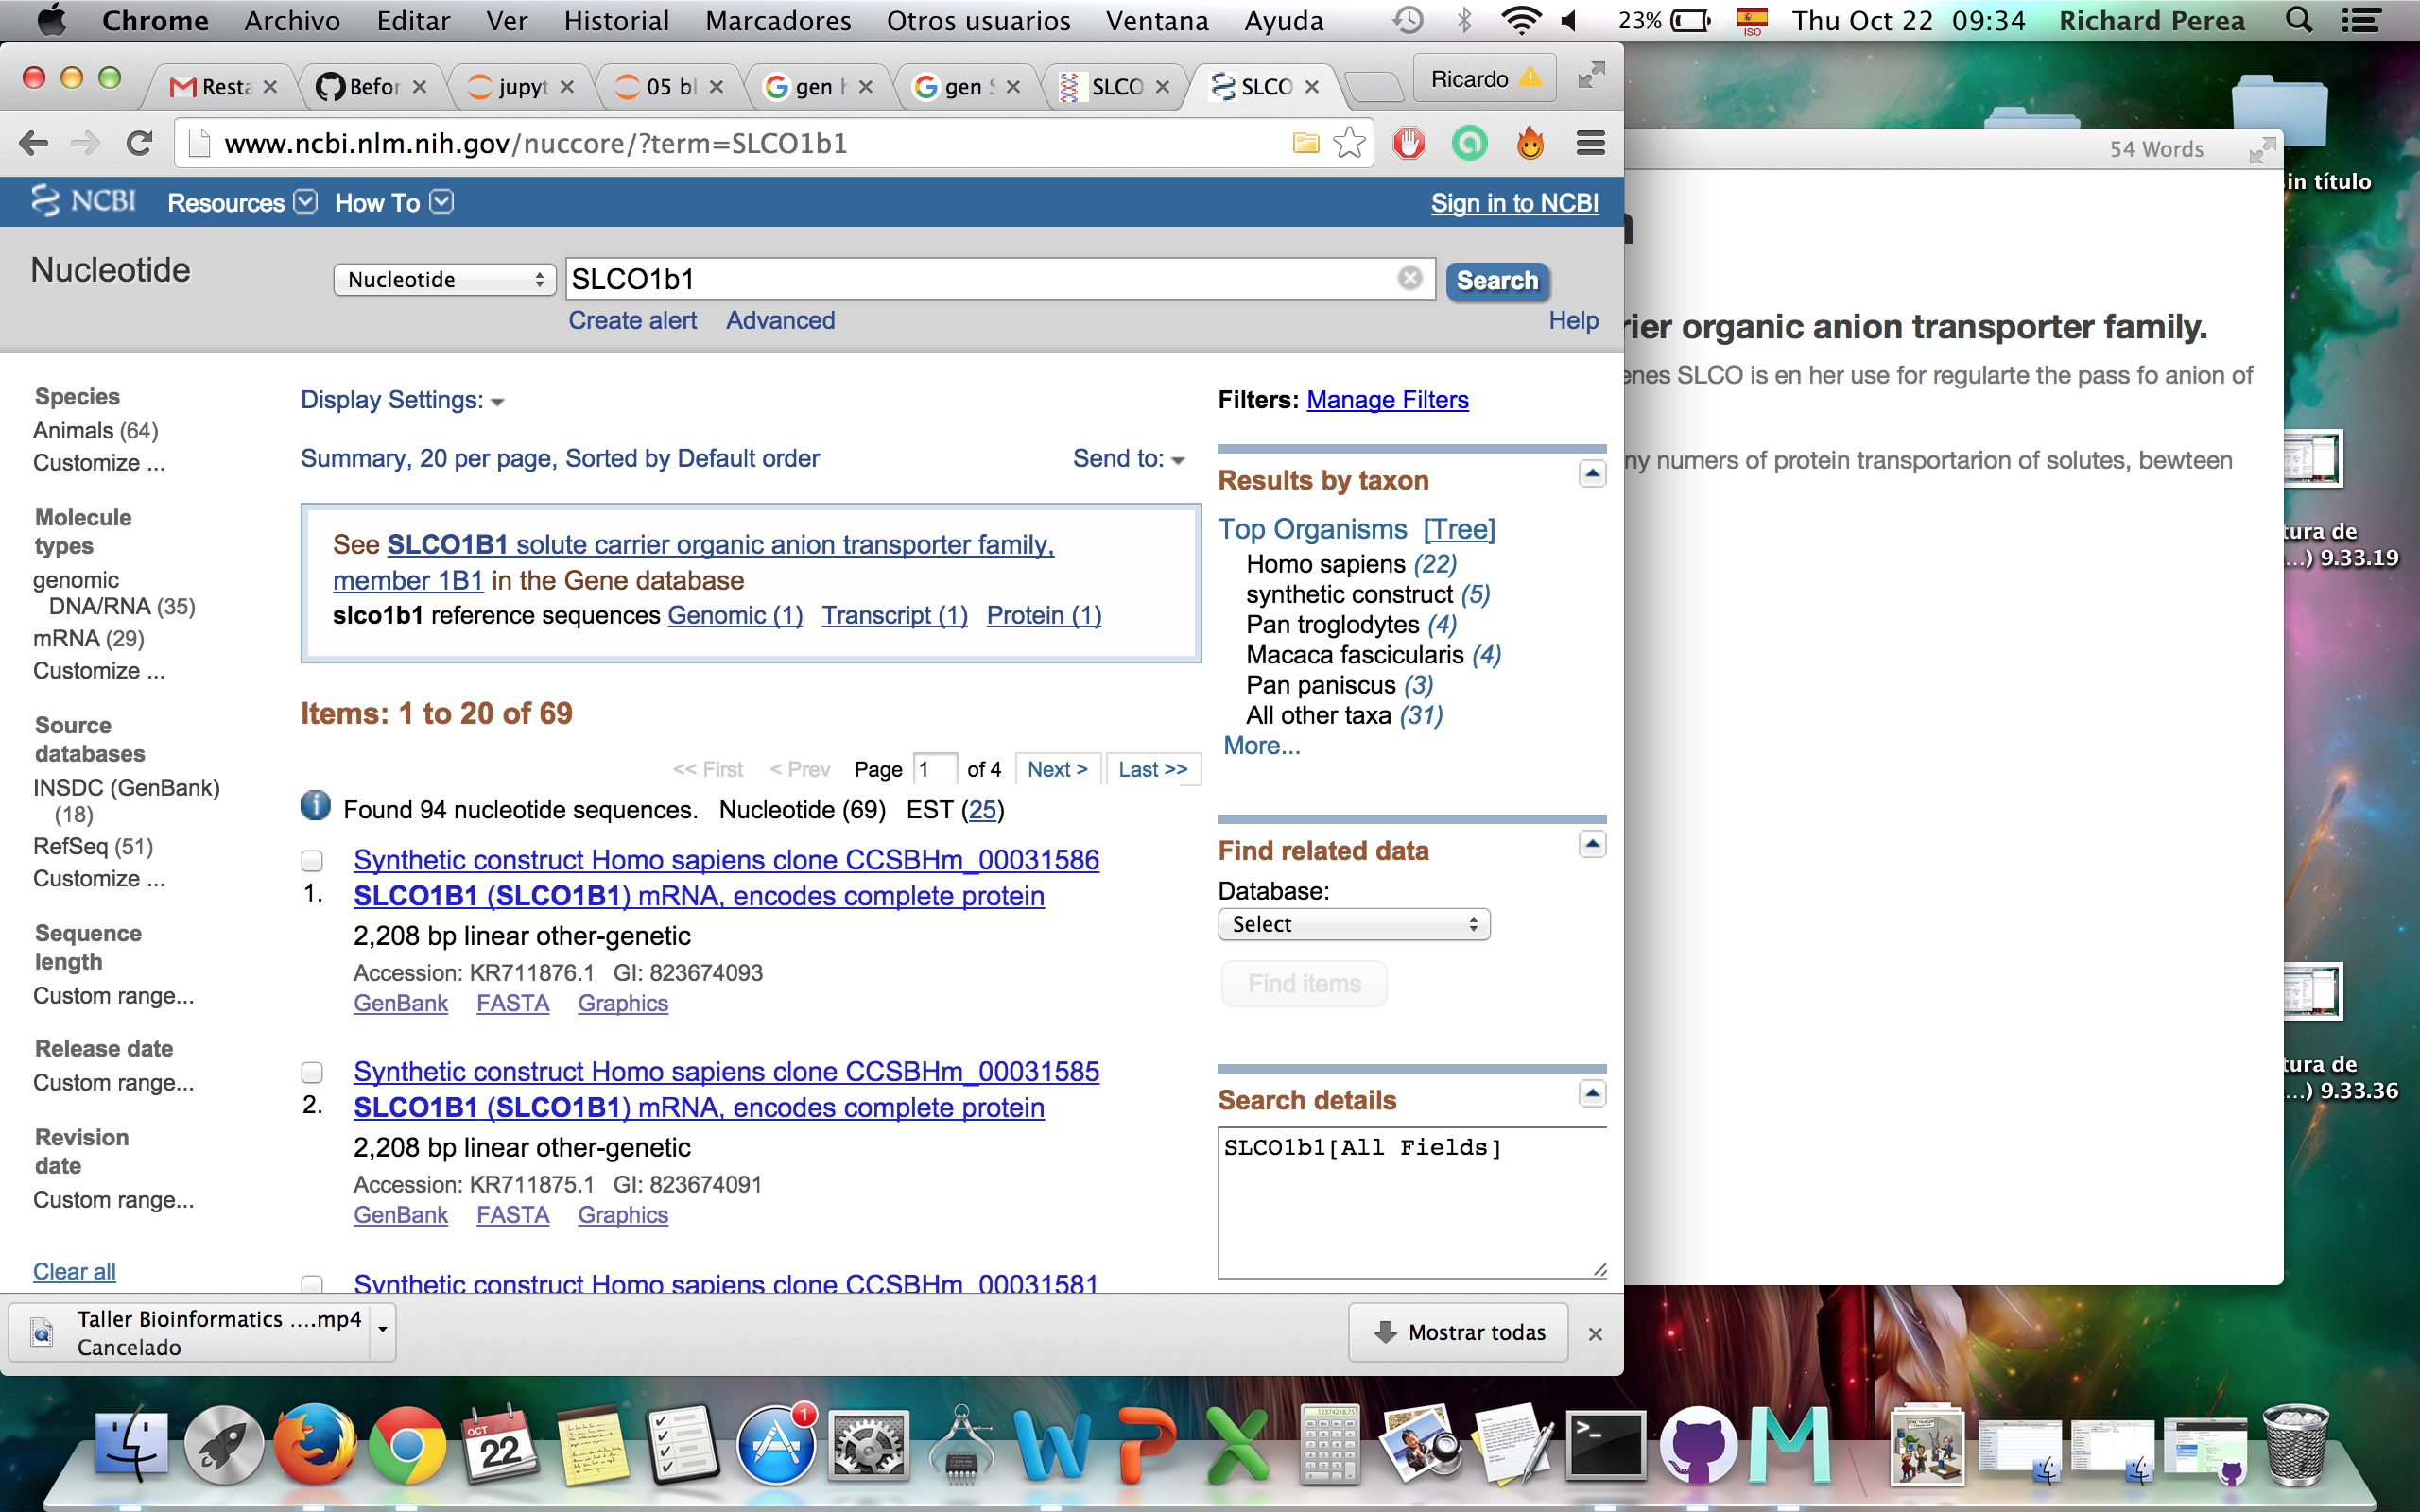 Chrome Archivo Editar Ver Historial Marcadores Otros usuarios Ventana Ayuda 23% ISO Thu Oct 22 09:34 Richard Perea
Resta Befor jupyt 05 bl gen h gen S SLCO SLCO Ricardo
www.ncbi.nlm.nih.gov/nuccore/?term=SLCO1b1
NCBI Resources How To Sign in to NCBI
Nucleotide Nucleotide SLCO1b1 Search
Create alert Advanced Help
Species
Animals (64)
Customize ...
Molecule
types
genomic
DNA/RNA (35)
mRNA (29)
Customize ...
Source
databases
INSDC (GenBank)
(18)
RefSeq (51)
Customize ...
Sequence
length
Custom range...
Release date
Custom range...
Revision
date
Custom range...
Clear all
Display Settings:
Summary, 20 per page, Sorted by Default order Send to:
See SLCO1B1 solute carrier organic anion transporter family,
member 1B1 in the Gene database
slco1b1 reference sequences Genomic (1) Transcript (1) Protein (1)
Items: 1 to 20 of 69
<< First < Prev Page 1 of 4 Next > Last >>
Found 94 nucleotide sequences. Nucleotide (69) EST (25)
Synthetic construct Homo sapiens clone CCSBHm_00031586
1. SLCO1B1 (SLCO1B1) mRNA, encodes complete protein
2,208 bp linear other-genetic
Accession: KR711876.1 GI: 823674093
GenBank FASTA Graphics
Synthetic construct Homo sapiens clone CCSBHm_00031585
2. SLCO1B1 (SLCO1B1) mRNA, encodes complete protein
2,208 bp linear other-genetic
Accession: KR711875.1 GI: 823674091
GenBank FASTA Graphics
Synthetic construct Homo sapiens clone CCSBHm_00031581
Filters: Manage Filters
Results by taxon
Top Organisms [Tree]
Homo sapiens (22)
synthetic construct (5)
Pan troglodytes (4)
Macaca fascicularis (4)
Pan paniscus (3)
All other taxa (31)
More...
Find related data
Database:
Select
Find items
Search details
SLCO1b1[All Fields]
Taller Bioinformatics ....mp4
Cancelado
Mostrar todas
54 Words
rier organic anion transporter family.
enes SLCO is en her use for regularte the pass fo anion of
ny numers of protein transportarion of solutes, bewteen
in título
tura de
...) 9.33.19
tura de
...) 9.33.36
OCT
22
1
12374218.75